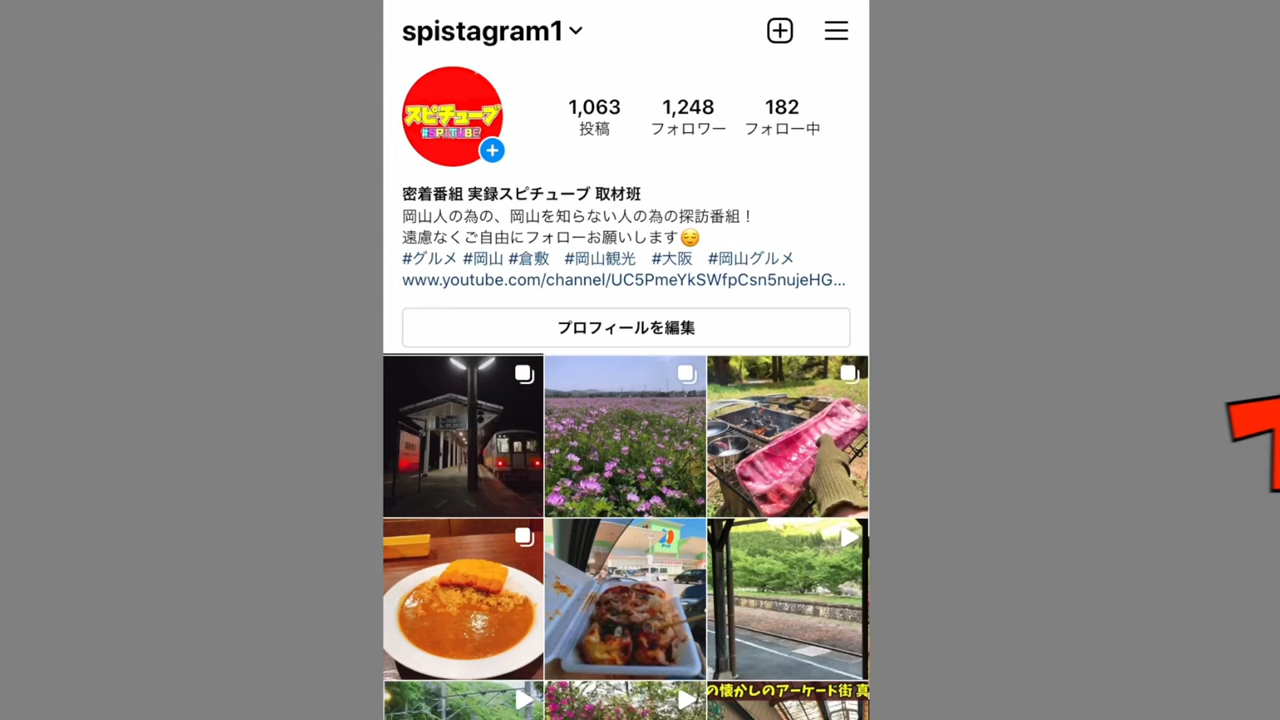 spistagram1
スピチューブ
#SPITUBE
1,063
投稿
1,248
フォロワー
182
フォロー中
密着番組 実録スピチューブ 取材班
岡山人の為の、岡山を知らない人の為の探訪番組！
遠慮なくご自由にフォローお願いします😌
#グルメ #岡山 #倉敷 #岡山観光 #大阪 #岡山グルメ
www.youtube.com/channel/UC5PmeYkSWfpCsn5nujeHG...
プロフィールを編集
の懐かしのアーケード街 真